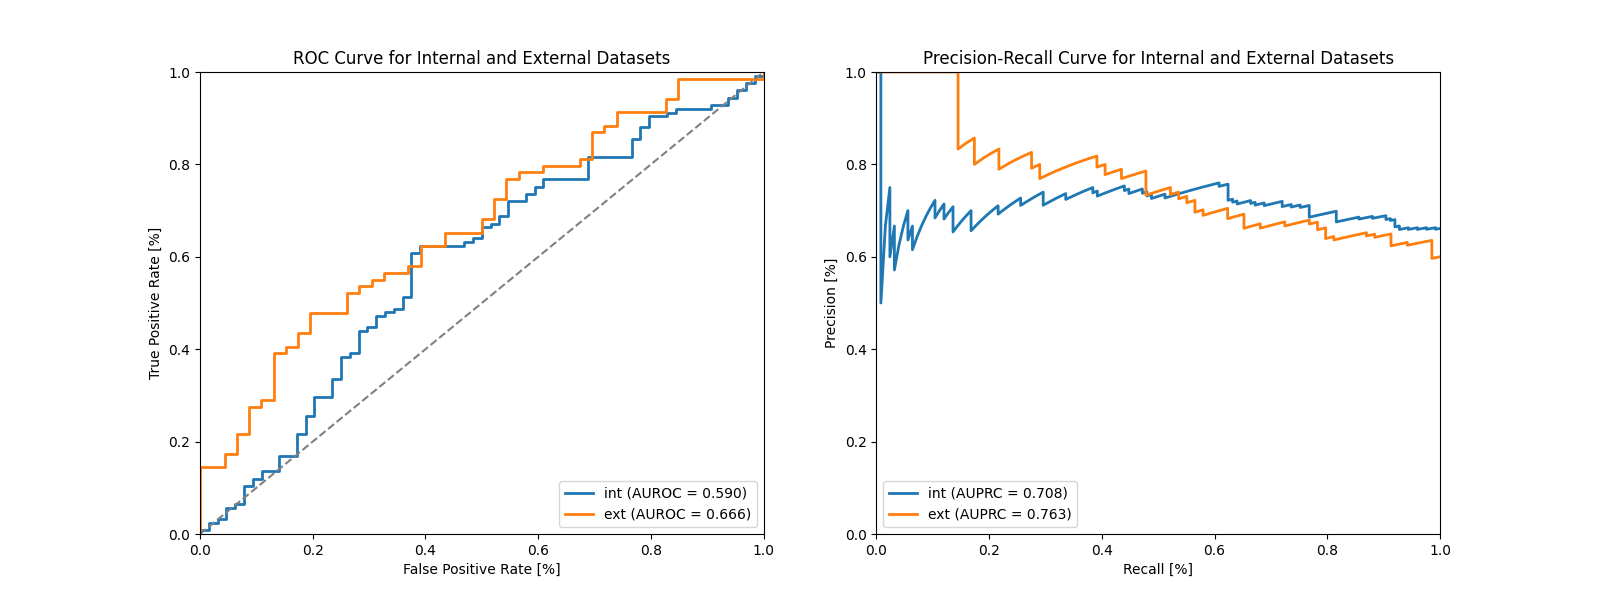 ROC Curve for Internal and External Datasets
1.0
0.8
0.6
0.4
0.2
0.0
True Positive Rate [%]
int (AUROC = 0.590)
ext (AUROC = 0.666)
0.0 0.2 0.4 0.6 0.8 1.0
False Positive Rate [%]
Precision-Recall Curve for Internal and External Datasets
1.0
0.8
0.6
0.4
0.2
0.0
Precision [%]
int (AUPRC = 0.708)
ext (AUPRC = 0.763)
0.0 0.2 0.4 0.6 0.8 1.0
Recall [%]